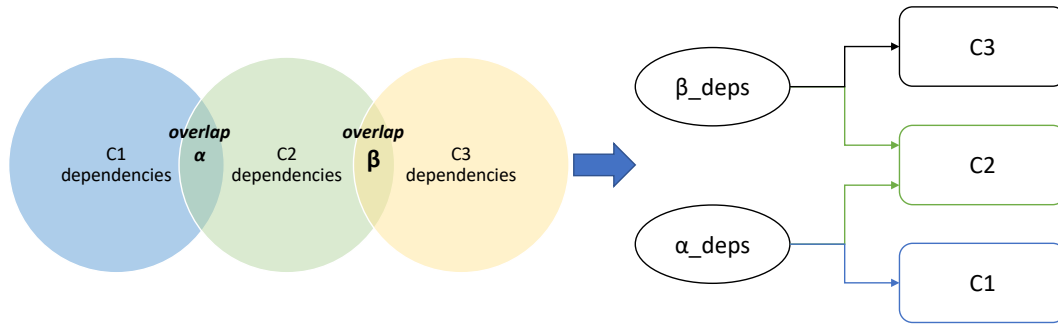 C1
dependencies
overlap
α
C2
dependencies
overlap
β
C3
dependencies
β_deps
α_deps
C3
C2
C1